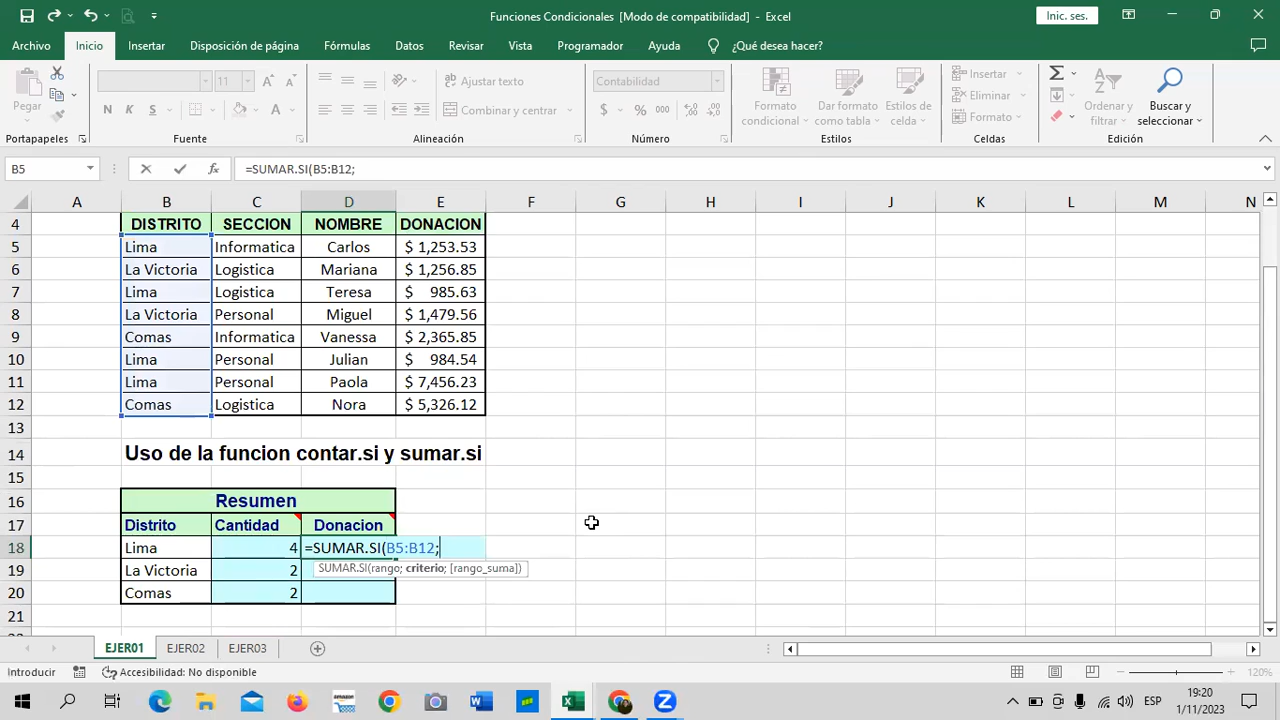 Funciones Condicionales [Modo de compatibilidad] - Excel
Inic. ses.
Archivo Inicio Insertar Disposición de página Fórmulas Datos Revisar Vista Programador Ayuda ¿Qué desea hacer?
Pegar
Portapapeles
11
N K S
A
Fuente
Ajustar texto
Combinar y centrar
Alineación
Contabilidad
$ % 000
Número
Formato condicional
Dar formato como tabla
Estilos de celda
Estilos
Insertar
Eliminar
Formato
Celdas
Ordenar y filtrar
Buscar y seleccionar
Edición
B5 fx =SUMAR.SI(B5:B12;
A B C D E F G H I J K L M N
4 DISTRITO SECCION NOMBRE DONACION
5 Lima Informatica Carlos $ 1,253.53
6 La Victoria Logistica Mariana $ 1,256.85
7 Lima Logistica Teresa $ 985.63
8 La Victoria Personal Miguel $ 1,479.56
9 Comas Informatica Vanessa $ 2,365.85
10 Lima Personal Julian $ 984.54
11 Lima Personal Paola $ 7,456.23
12 Comas Logistica Nora $ 5,326.12
13
14 Uso de la funcion contar.si y sumar.si
15
16 Resumen
17 Distrito Cantidad Donacion
18 Lima 4 =SUMAR.SI(B5:B12;
SUMAR.SI(rango; criterio; [rango_suma])
19 La Victoria 2
20 Comas 2
21
EJER01 EJER02 EJER03
Introducir Accesibilidad: No disponible 120%
ESP
19:20
1/11/2023